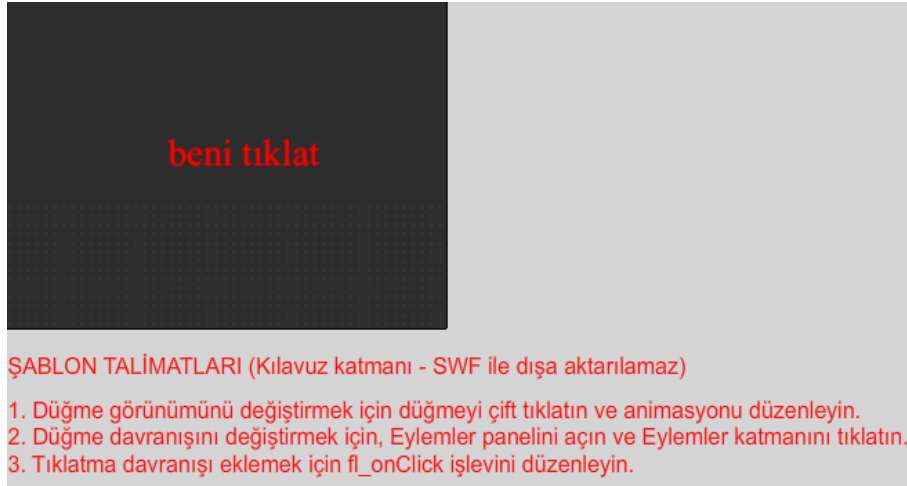 beni tıklat
ŞABLON TALİMATLARI (Kılavuz katmanı - SWF ile dışa aktarılamaz)
1. Düğme görünümünü değiştirmek için düğmeyi çift tıklatın ve animasyonu düzenleyin.
2. Düğme davranışını değiştirmek için, Eylemler panelini açın ve Eylemler katmanını tıklatın.
3. Tıklatma davranışı eklemek için fl_onClick işlevini düzenleyin.